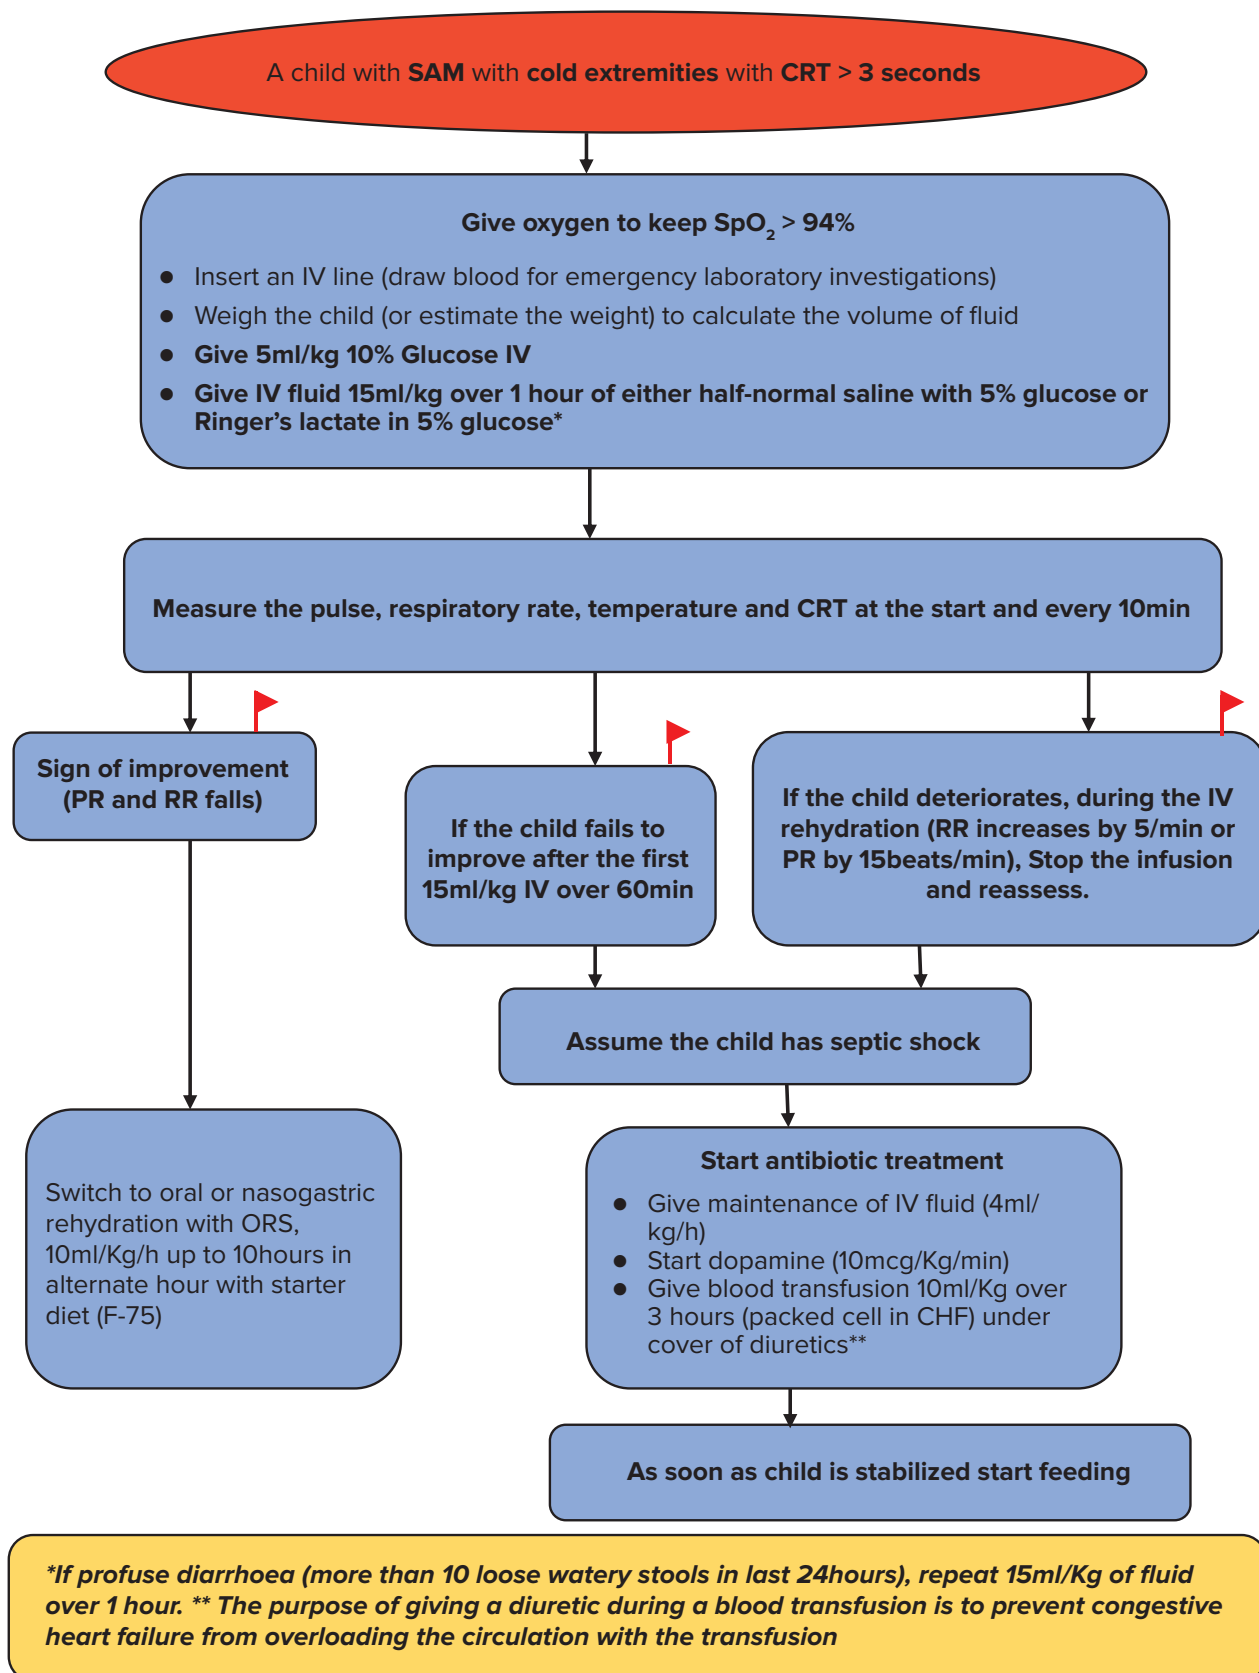 A child with SAM with cold extremities with CRT > 3 seconds
Give oxygen to keep SpO₂ > 94%
● Insert an IV line (draw blood for emergency laboratory investigations)
● Weigh the child (or estimate the weight) to calculate the volume of fluid
● Give 5ml/kg 10% Glucose IV
● Give IV fluid 15ml/kg over 1 hour of either half-normal saline with 5% glucose or
Ringer's lactate in 5% glucose*
Measure the pulse, respiratory rate, temperature and CRT at the start and every 10min
Sign of improvement
(PR and RR falls)
If the child fails to
improve after the first
15ml/kg IV over 60min
If the child deteriorates, during the IV
rehydration (RR increases by 5/min or
PR by 15beats/min), Stop the infusion
and reassess.
Assume the child has septic shock
Switch to oral or nasogastric
rehydration with ORS,
10ml/Kg/h up to 10hours in
alternate hour with starter
diet (F-75)
Start antibiotic treatment
● Give maintenance of IV fluid (4ml/
kg/h)
● Start dopamine (10mcg/Kg/min)
● Give blood transfusion 10ml/Kg over
3 hours (packed cell in CHF) under
cover of diuretics**
As soon as child is stabilized start feeding
*If profuse diarrhoea (more than 10 loose watery stools in last 24hours), repeat 15ml/Kg of fluid
over 1 hour. ** The purpose of giving a diuretic during a blood transfusion is to prevent congestive
heart failure from overloading the circulation with the transfusion